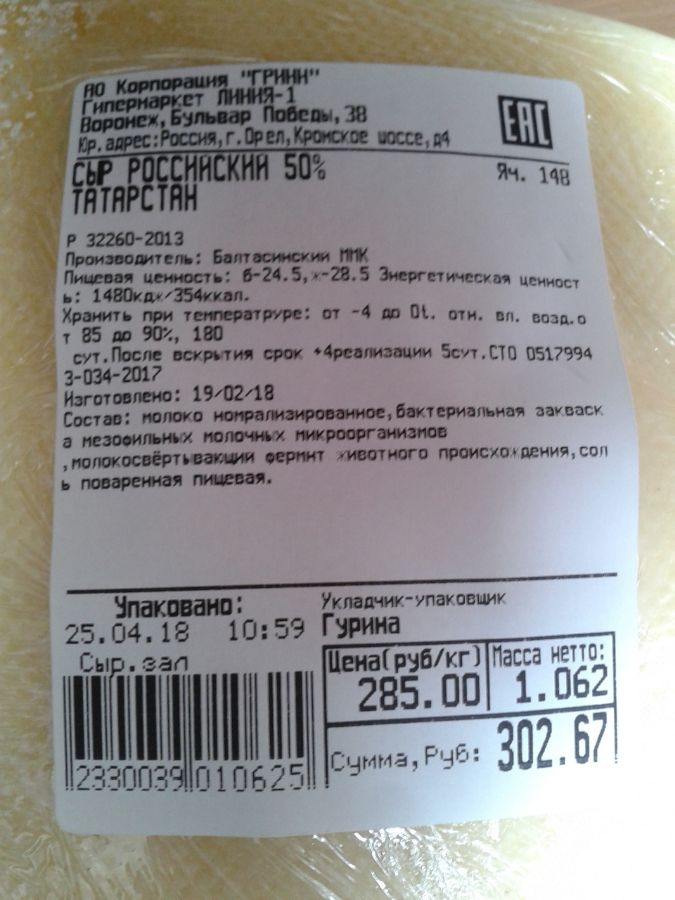 АО Корпорация "ГРИНН"
Гипермаркет ЛИНИЯ-1
Воронеж, Бульвар Победы, 38
Юр. адрес:Россия, г. Орел, Кромское шоссе, д4
EAC
СЫР РОССИЙСКИЙ 50%
ТАТАРСТАН
Яч. 148
Р 32260-2013
Производитель: Балтасинский ММК
Пищевая ценность: б-24.5,ж-28.5 Энергетическая ценност
ь: 1480кдж/354ккал.
Хранить при температруре: от -4 до 0t. отн. вл. возд.о
т 85 до 90%, 180
сут.После вскрытия срок +4реализации 5сут.СТО 0517994
3-034-2017
Изготовлено: 19/02/18
Состав: молоко номрализированное,бактериальная закваск
а мезофильных молочных микроорганизмов
,молокосвёртывающии фермнт животного происхождения,сол
ь поваренная пищевая.
Упаковано:
25.04.18 10:59
Укладчик-упаковщик
Гурина
Сыр.зал
Цена(руб/кг) Масса нетто:
285.00 1.062
Сумма, Руб: 302.67
2330039010625